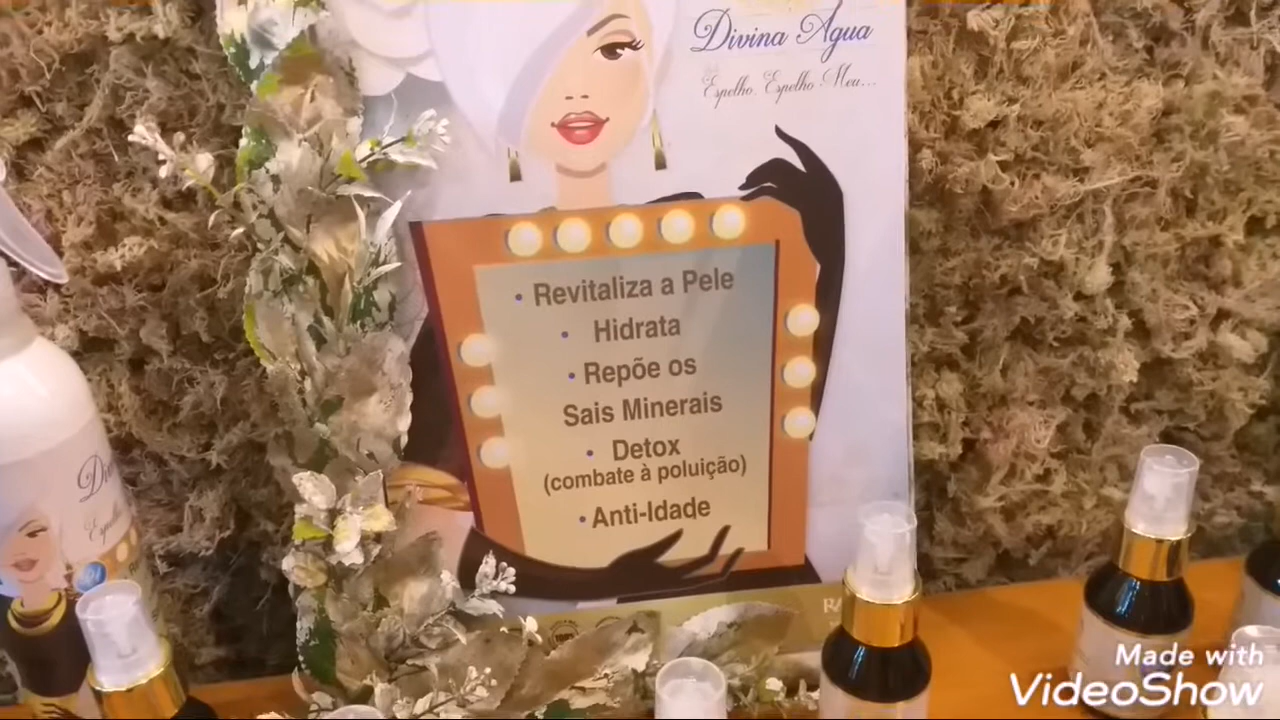 Divina Água
Espelho, Espelho Meu...
• Revitaliza a Pele
• Hidrata
• Repõe os
Sais Minerais
• Detox
(combate à poluição)
• Anti-Idade
Made with
VideoShow